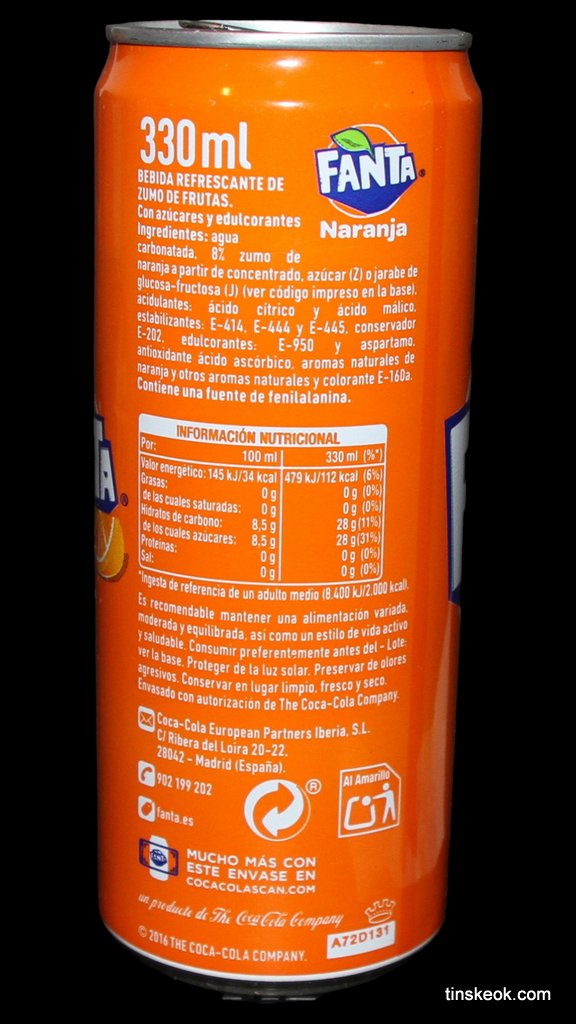 330 ml
BEBIDA REFRESCANTE DE
ZUMO DE FRUTAS.
Con azúcares y edulcorantes
Ingredientes: agua
carbonatada, 8% zumo de
naranja a partir de concentrado, azúcar (Z) o jarabe de
glucosa-fructosa (J) (ver código impreso en la base),
acidulantes: ácido cítrico y ácido málico,
estabilizantes: E-414, E-444 y E-445, conservador
E-202, edulcorantes: E-950 y aspartamo,
antioxidante ácido ascórbico, aromas naturales de
naranja y otros aromas naturales y colorante E-160a.
Contiene una fuente de fenilalanina.
FANTA®
Naranja
INFORMACIÓN NUTRICIONAL
Por: 100 ml 330 ml (%*)
Valor energético: 145 kJ/34 kcal 479 kJ/112 kcal (6%)
Grasas: 0 g 0 g (0%)
de las cuales saturadas: 0 g 0 g (0%)
Hidratos de carbono: 8,5 g 28 g (11%)
de los cuales azúcares: 8,5 g 28 g (31%)
Proteínas: 0 g 0 g (0%)
Sal: 0 g 0 g (0%)
*Ingesta de referencia de un adulto medio (8.400 kJ/2.000 kcal).
Es recomendable mantener una alimentación variada,
moderada y equilibrada, así como un estilo de vida activo
y saludable. Consumir preferentemente antes del - Lote:
ver la base. Proteger de la luz solar. Preservar de olores
agresivos. Conservar en lugar limpio, fresco y seco.
Envasado con autorización de The Coca-Cola Company.
Coca-Cola European Partners Iberia, S.L.
C/ Ribera del Loira 20-22.
28042 - Madrid (España).
902 199 202
fanta.es
®
Al Amarillo
FANTA
MUCHO MÁS CON
ESTE ENVASE EN
COCACOLASCAN.COM
un producto de The Coca-Cola Company
© 2016 THE COCA-COLA COMPANY.
A72D131
TA®
tinskeok.com